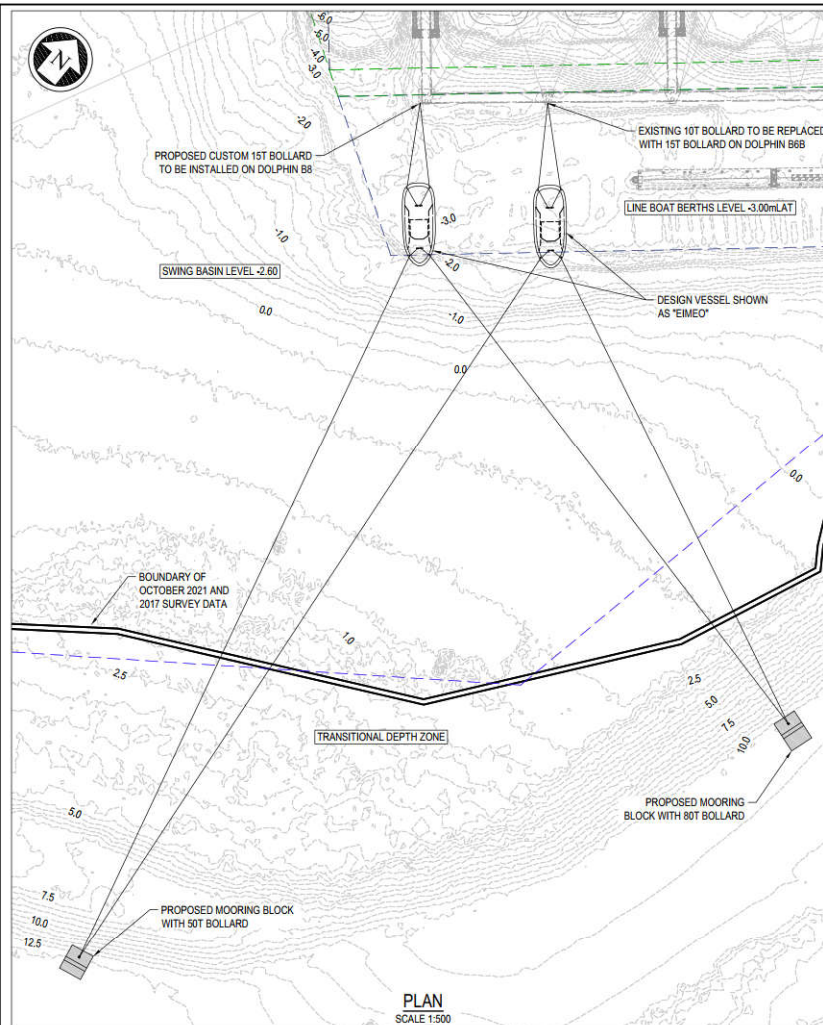 -6.0
-5.0
-4.0
-3.0
N
-2.0
PROPOSED CUSTOM 15T BOLLARD
TO BE INSTALLED ON DOLPHIN B8
EXISTING 10T BOLLARD TO BE REPLACED
WITH 15T BOLLARD ON DOLPHIN B6B
LINE BOAT BERTHS LEVEL -3.00mLAT
-3.0
-1.0
SWING BASIN LEVEL -2.60
-2.0
DESIGN VESSEL SHOWN
AS "EIMEO"
0.0
-1.0
0.0
0.0
BOUNDARY OF
OCTOBER 2021 AND
2017 SURVEY DATA
1.0
2.5
2.5
5.0
7.5
10.0
TRANSITIONAL DEPTH ZONE
PROPOSED MOORING
BLOCK WITH 80T BOLLARD
5.0
7.5
10.0
12.5
PROPOSED MOORING BLOCK
WITH 50T BOLLARD
PLAN
SCALE 1:500